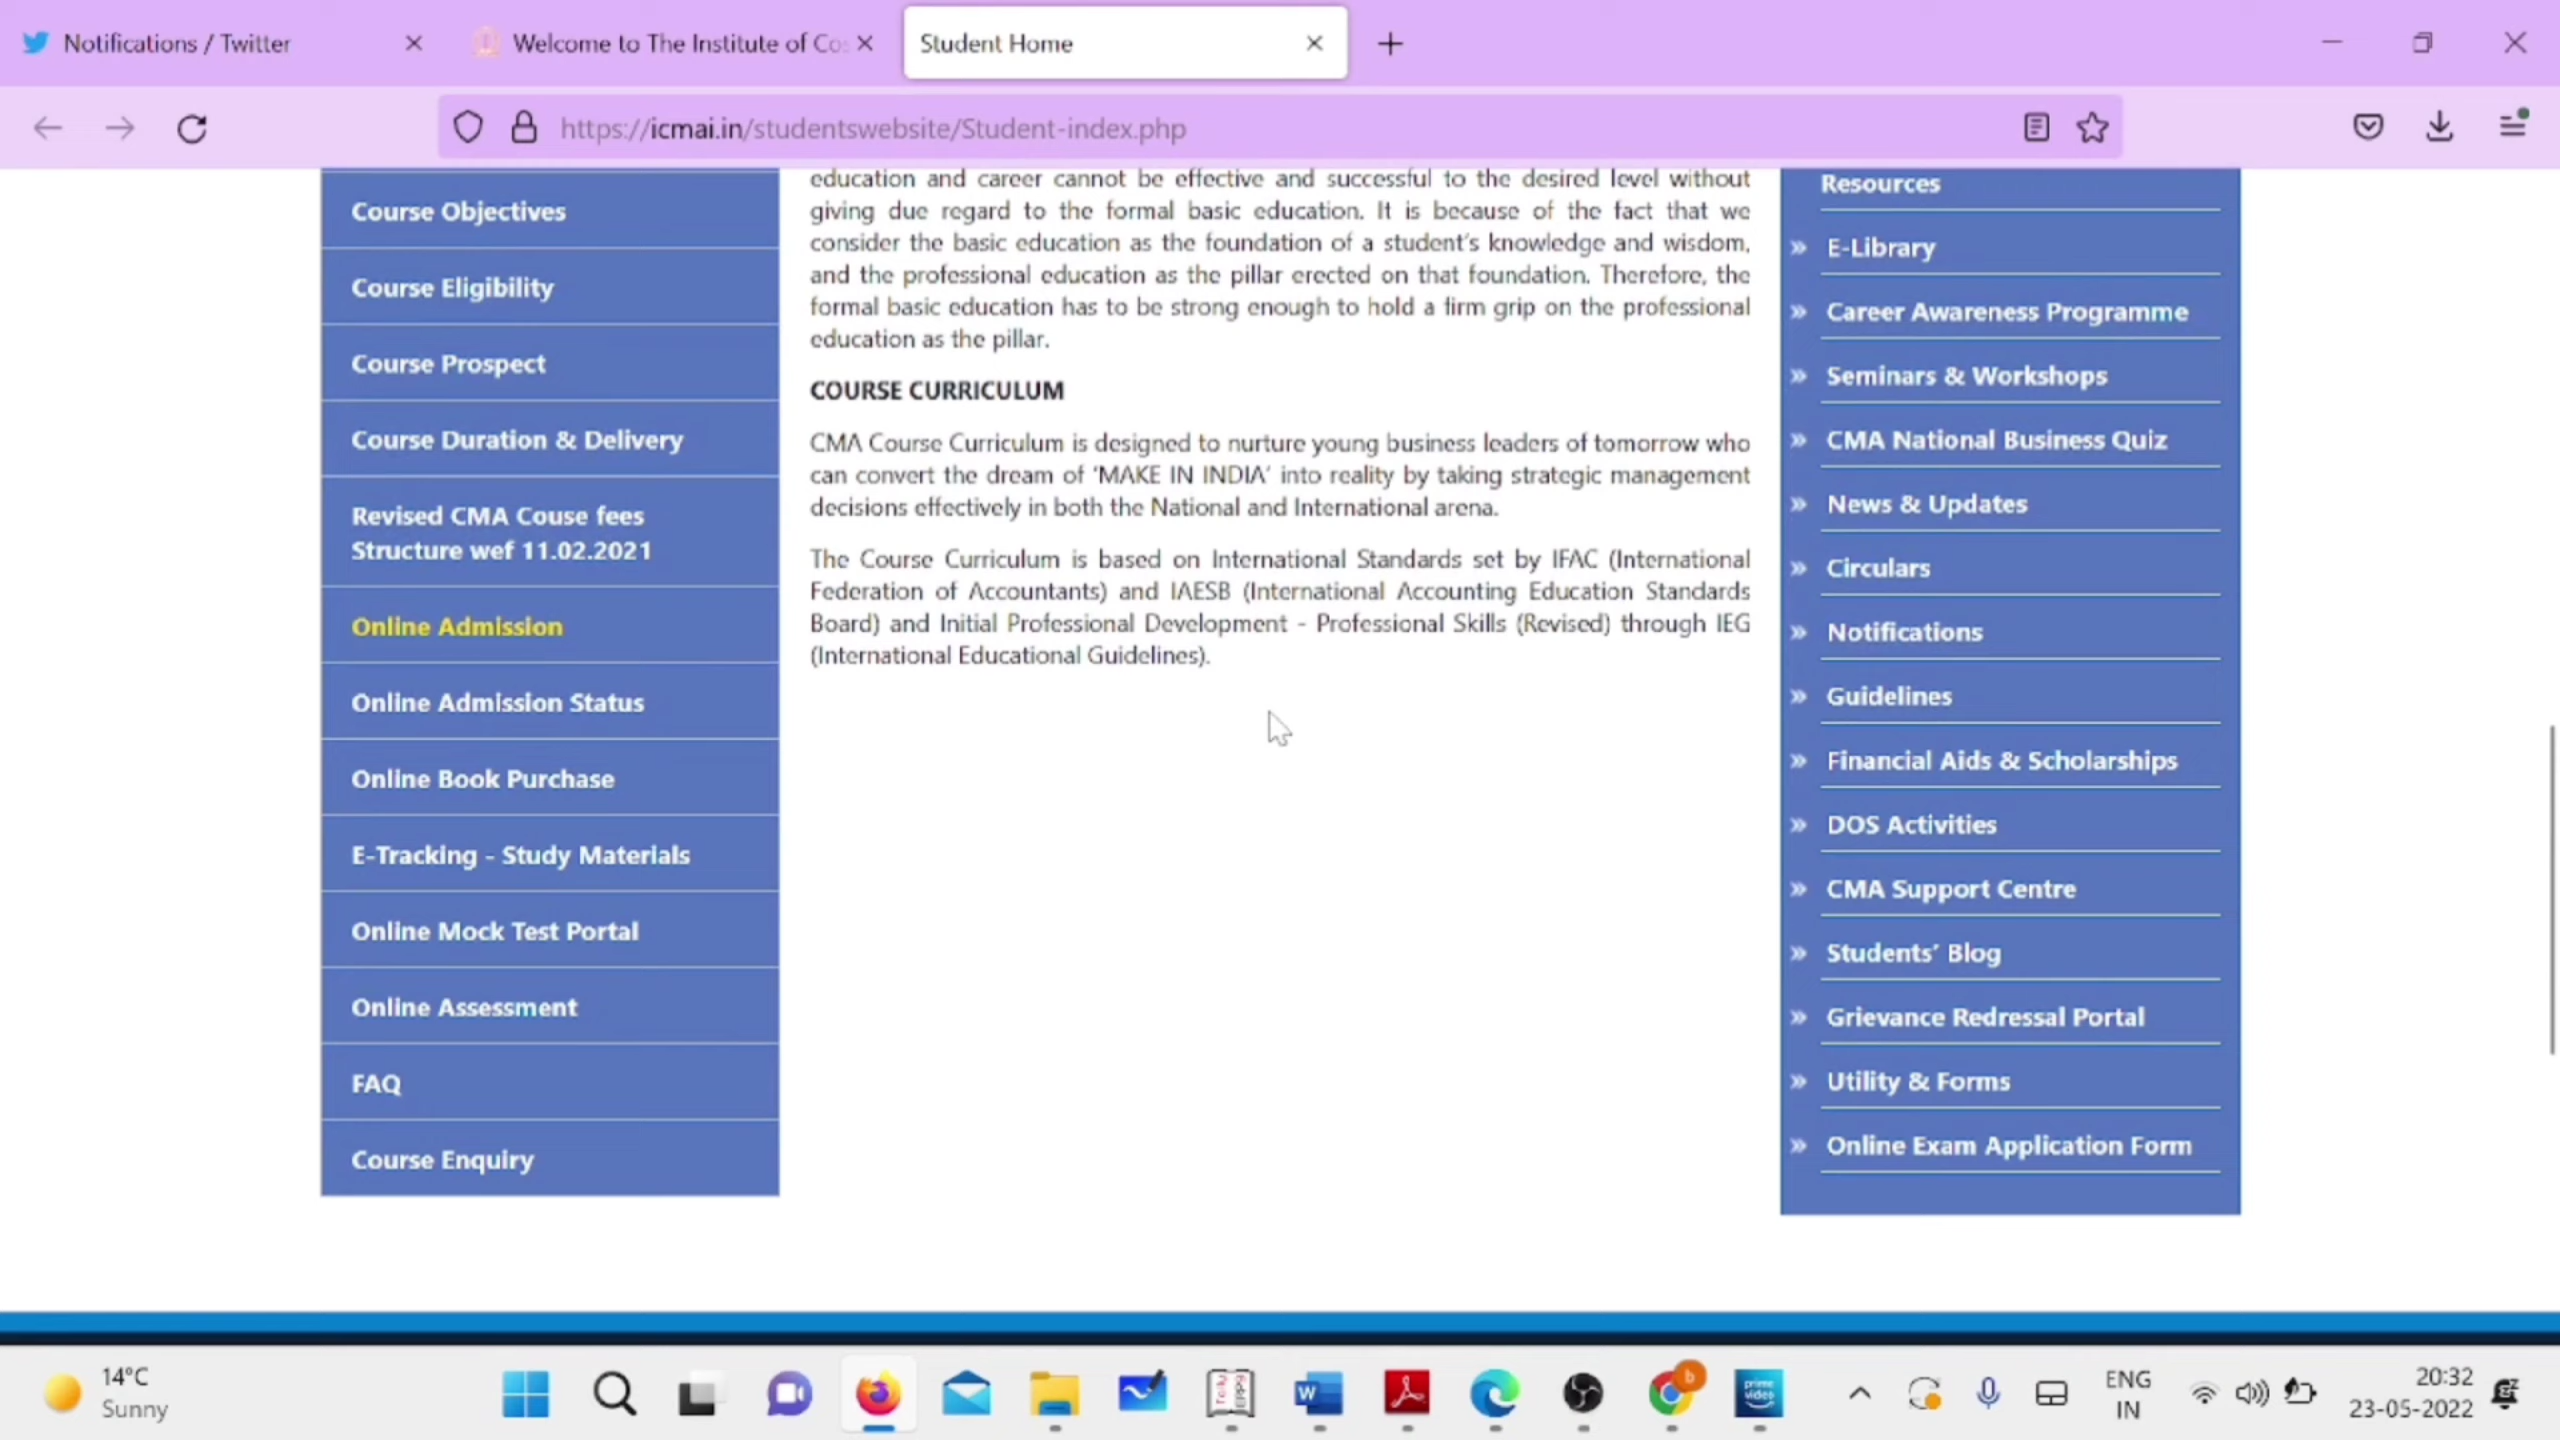 Notifications / Twitter
Welcome to The Institute of Cos
Student Home
https://icmai.in/studentswebsite/Student-index.php
Course Objectives
Course Eligibility
Course Prospect
Course Duration & Delivery
Revised CMA Couse fees
Structure wef 11.02.2021
Online Admission
Online Admission Status
Online Book Purchase
E-Tracking - Study Materials
Online Mock Test Portal
Online Assessment
FAQ
Course Enquiry
education and career cannot be effective and successful to the desired level without
giving due regard to the formal basic education. It is because of the fact that we
consider the basic education as the foundation of a student's knowledge and wisdom,
and the professional education as the pillar erected on that foundation. Therefore, the
formal basic education has to be strong enough to hold a firm grip on the professional
education as the pillar.
COURSE CURRICULUM
CMA Course Curriculum is designed to nurture young business leaders of tomorrow who
can convert the dream of 'MAKE IN INDIA' into reality by taking strategic management
decisions effectively in both the National and International arena.
The Course Curriculum is based on International Standards set by IFAC (International
Federation of Accountants) and IAESB (International Accounting Education Standards
Board) and Initial Professional Development - Professional Skills (Revised) through IEG
(International Educational Guidelines).
Resources
» E-Library
» Career Awareness Programme
» Seminars & Workshops
» CMA National Business Quiz
» News & Updates
» Circulars
» Notifications
» Guidelines
» Financial Aids & Scholarships
» DOS Activities
» CMA Support Centre
» Students' Blog
» Grievance Redressal Portal
» Utility & Forms
» Online Exam Application Form
14°C
Sunny
W
b
prime
video
ENG
IN
20:32
23-05-2022